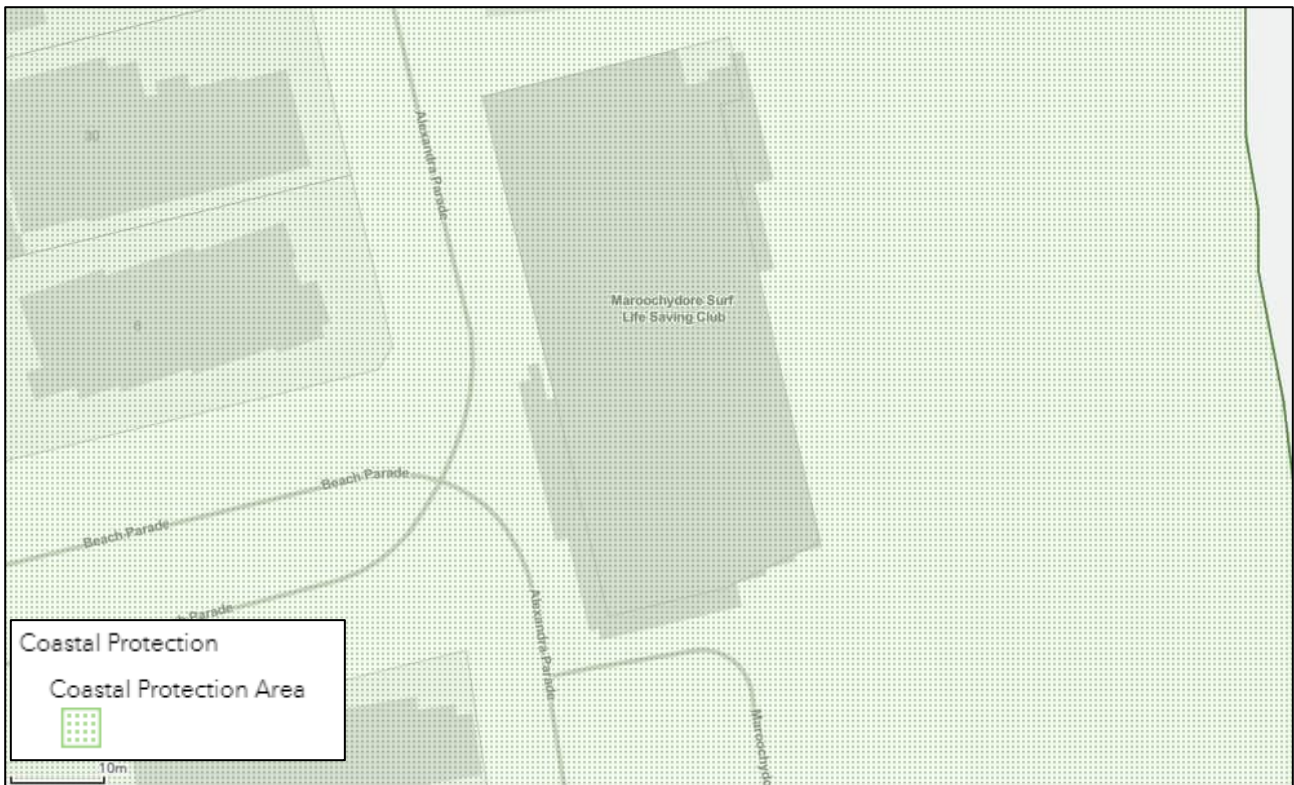 30
Alexandra Parade
Maroochydore Surf
Life Saving Club
Beach Parade
Beach Parade
Parade
Alexandra Parade
Coastal Protection
Coastal Protection Area
10m